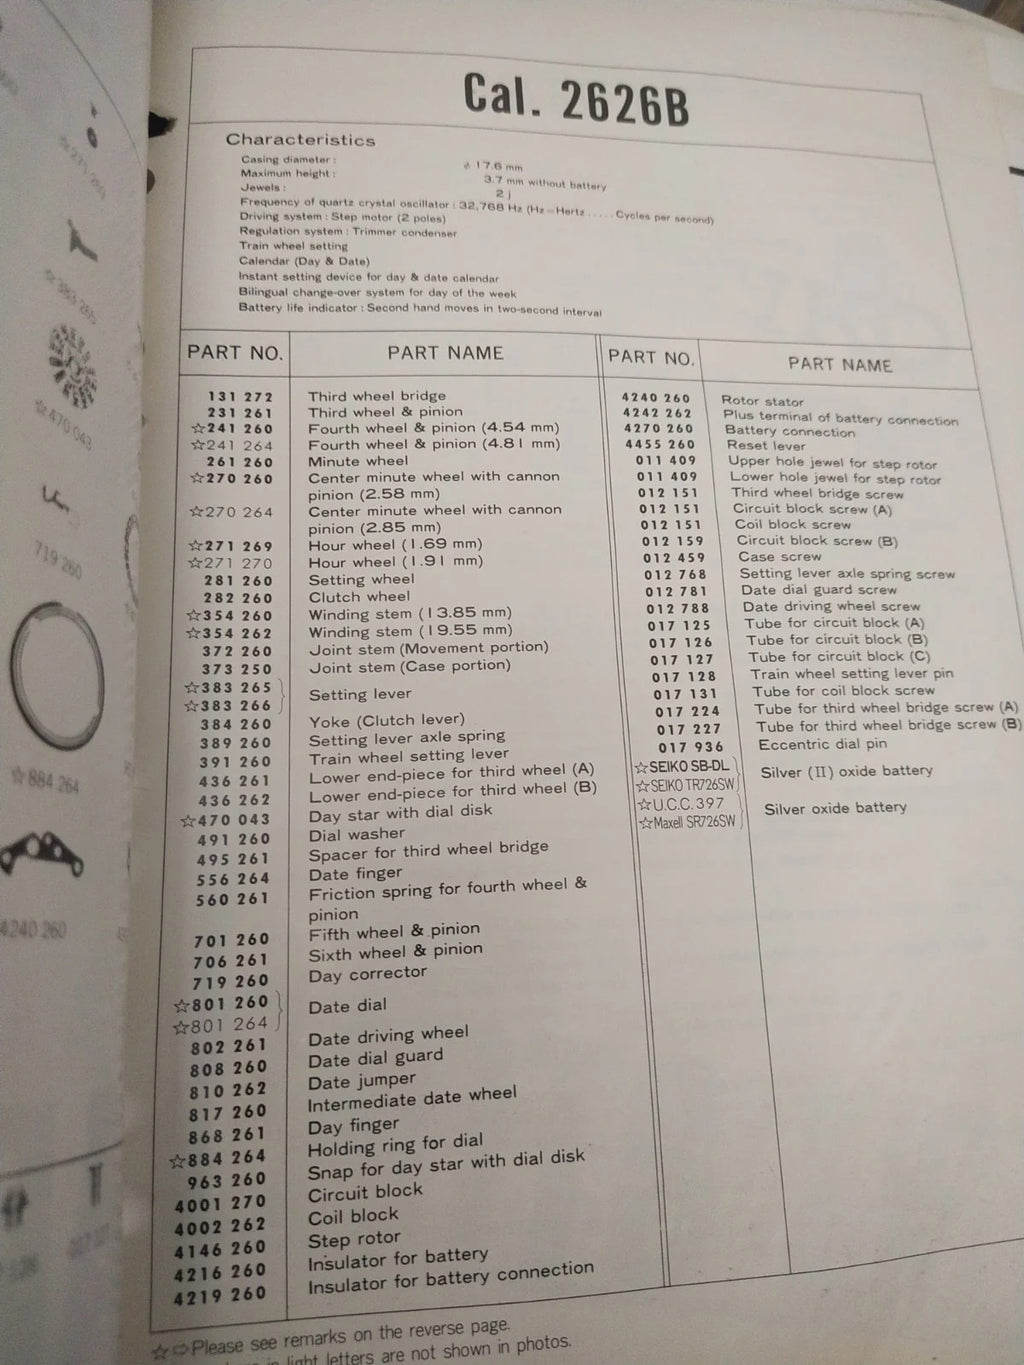 Cal. 2626B
Characteristics
Casing diameter : φ 17.6 mm
Maximum height : 3.7 mm without battery
Jewels : 2 j
Frequency of quartz crystal oscillator : 32,768 Hz (Hz=Hertz.....Cycles per second)
Driving system : Step motor (2 poles)
Regulation system : Trimmer condenser
Train wheel setting
Calendar (Day & Date)
Instant setting device for day & date calendar
Bilingual change-over system for day of the week
Battery life indicator : Second hand moves in two-second interval
PART NO. PART NAME
131 272 Third wheel bridge
231 261 Third wheel & pinion
☆241 260 Fourth wheel & pinion (4.54 mm)
☆241 264 Fourth wheel & pinion (4.81 mm)
261 260 Minute wheel
☆270 260 Center minute wheel with cannon
pinion (2.58 mm)
☆270 264 Center minute wheel with cannon
pinion (2.85 mm)
☆271 269 Hour wheel (1.69 mm)
☆271 270 Hour wheel (1.91 mm)
281 260 Setting wheel
282 260 Clutch wheel
☆354 260 Winding stem (13.85 mm)
☆354 262 Winding stem (19.55 mm)
372 260 Joint stem (Movement portion)
373 250 Joint stem (Case portion)
☆383 265
☆383 266 Setting lever
384 260 Yoke (Clutch lever)
389 260 Setting lever axle spring
391 260 Train wheel setting lever
436 261 Lower end-piece for third wheel (A)
436 262 Lower end-piece for third wheel (B)
☆470 043 Day star with dial disk
491 260 Dial washer
495 261 Spacer for third wheel bridge
556 264 Date finger
560 261 Friction spring for fourth wheel &
pinion
701 260 Fifth wheel & pinion
706 261 Sixth wheel & pinion
719 260 Day corrector
☆801 260
☆801 264 Date dial
802 261 Date driving wheel
808 260 Date dial guard
810 262 Date jumper
817 260 Intermediate date wheel
868 261 Day finger
☆884 264 Holding ring for dial
963 260 Snap for day star with dial disk
4001 270 Circuit block
4002 262 Coil block
4146 260 Step rotor
4216 260 Insulator for battery
4219 260 Insulator for battery connection
PART NO. PART NAME
4240 260 Rotor stator
4242 262 Plus terminal of battery connection
4270 260 Battery connection
4455 260 Reset lever
011 409 Upper hole jewel for step rotor
011 409 Lower hole jewel for step rotor
012 151 Third wheel bridge screw
012 151 Circuit block screw (A)
012 151 Coil block screw
012 159 Circuit block screw (B)
012 459 Case screw
012 768 Setting lever axle spring screw
012 781 Date dial guard screw
012 788 Date driving wheel screw
017 125 Tube for circuit block (A)
017 126 Tube for circuit block (B)
017 127 Tube for circuit block (C)
017 128 Train wheel setting lever pin
017 131 Tube for coil block screw
017 224 Tube for third wheel bridge screw (A)
017 227 Tube for third wheel bridge screw (B)
017 936 Eccentric dial pin
☆SEIKO SB-DL
☆SEIKO TR726SW Silver (II) oxide battery
☆U.C.C. 397
☆Maxell SR726SW Silver oxide battery
☆⇨Please see remarks on the reverse page.
in light letters are not shown in photos.
☆383 265
☆470 043
719 260
☆884 264
4240 260